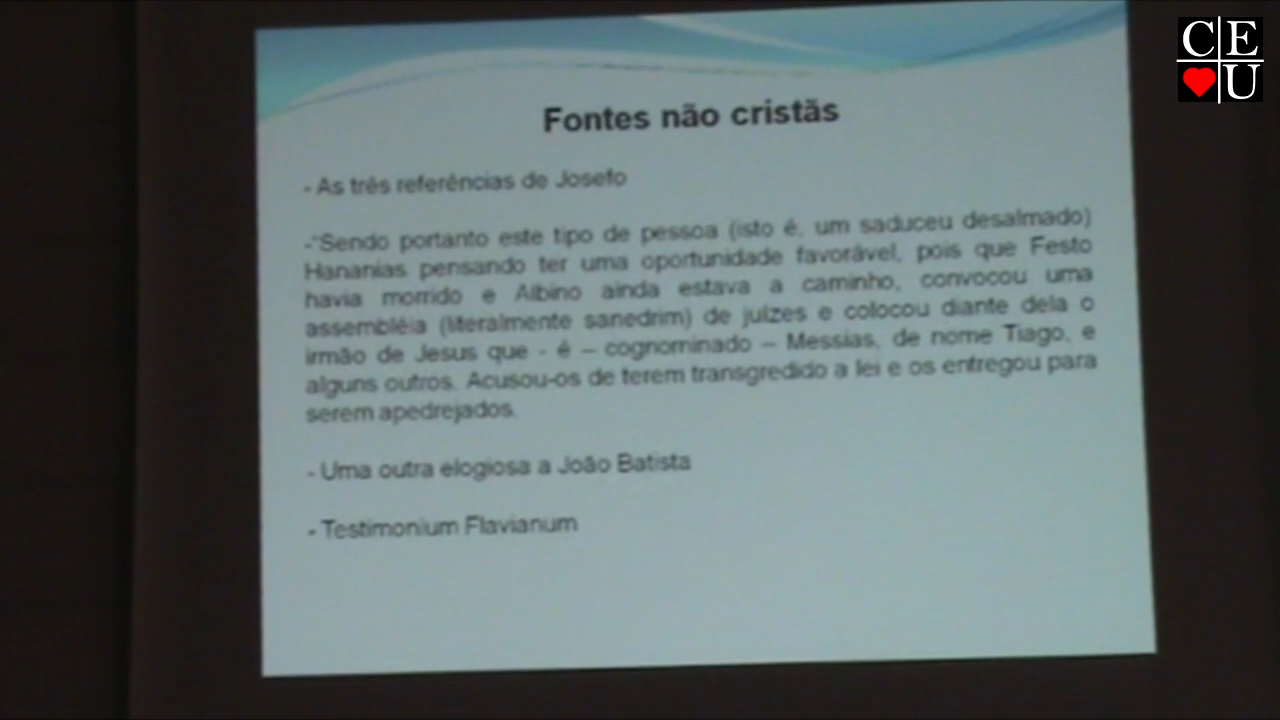 C E
U
Fontes não cristãs
- As três referências de Josefo
-“Sendo portanto este tipo de pessoa (isto é, um saduceu desalmado)
Hananias pensando ter uma oportunidade favorável, pois que Festo
havia morrido e Albino ainda estava a caminho, convocou uma
assembléia (literalmente sanedrim) de juízes e colocou diante dela o
irmão de Jesus que - é – cognominado – Messias, de nome Tiago, e
alguns outros. Acusou-os de terem transgredido a lei e os entregou para
serem apedrejados.
- Uma outra elogiosa a João Batista
- Testimonium Flavianum